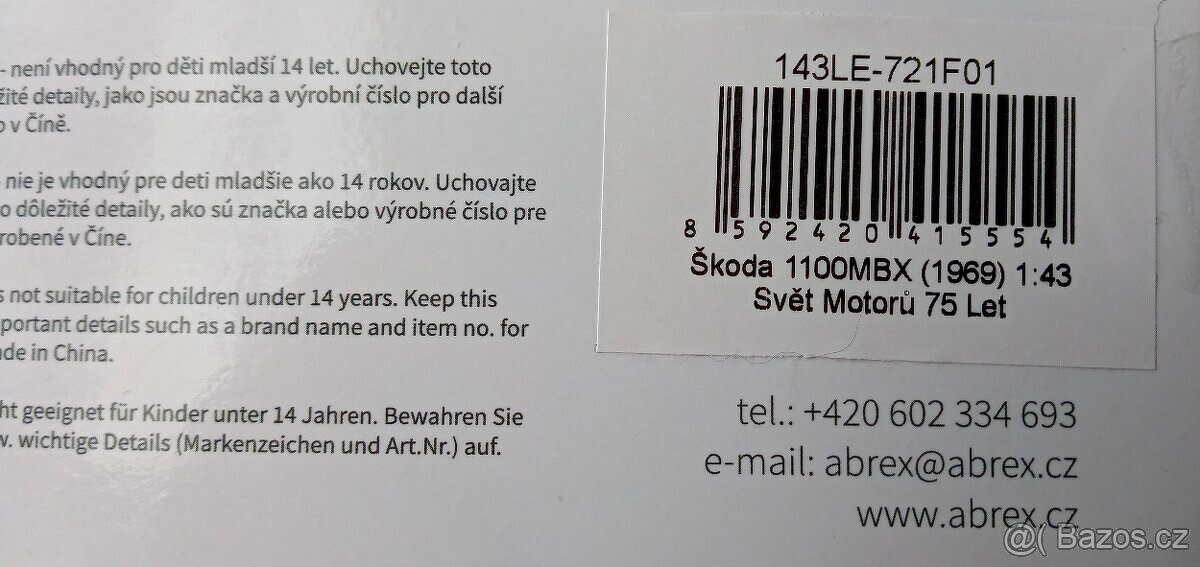 - není vhodný pro děti mladší 14 let. Uchovejte toto
detaily, jako jsou značka a výrobní číslo pro další
v Číně.
nie je vhodný pre deti mladšie ako 14 rokov. Uchovajte
dôležité detaily, ako sú značka alebo výrobné číslo pre
v Číne.
not suitable for children under 14 years. Keep this
details such as a brand name and item no. for
in China.
geeignet für Kinder unter 14 Jahren. Bewahren Sie
wichtige Details (Markenzeichen und Art.Nr.) auf.
143LE-721F01
8 592420 415554
Škoda 1100MBX (1969) 1:43
Svět Motorů 75 Let
tel.: +420 602 334 693
e-mail: abrex@abrex.cz
www.abrex.cz
@( Bazos.cz